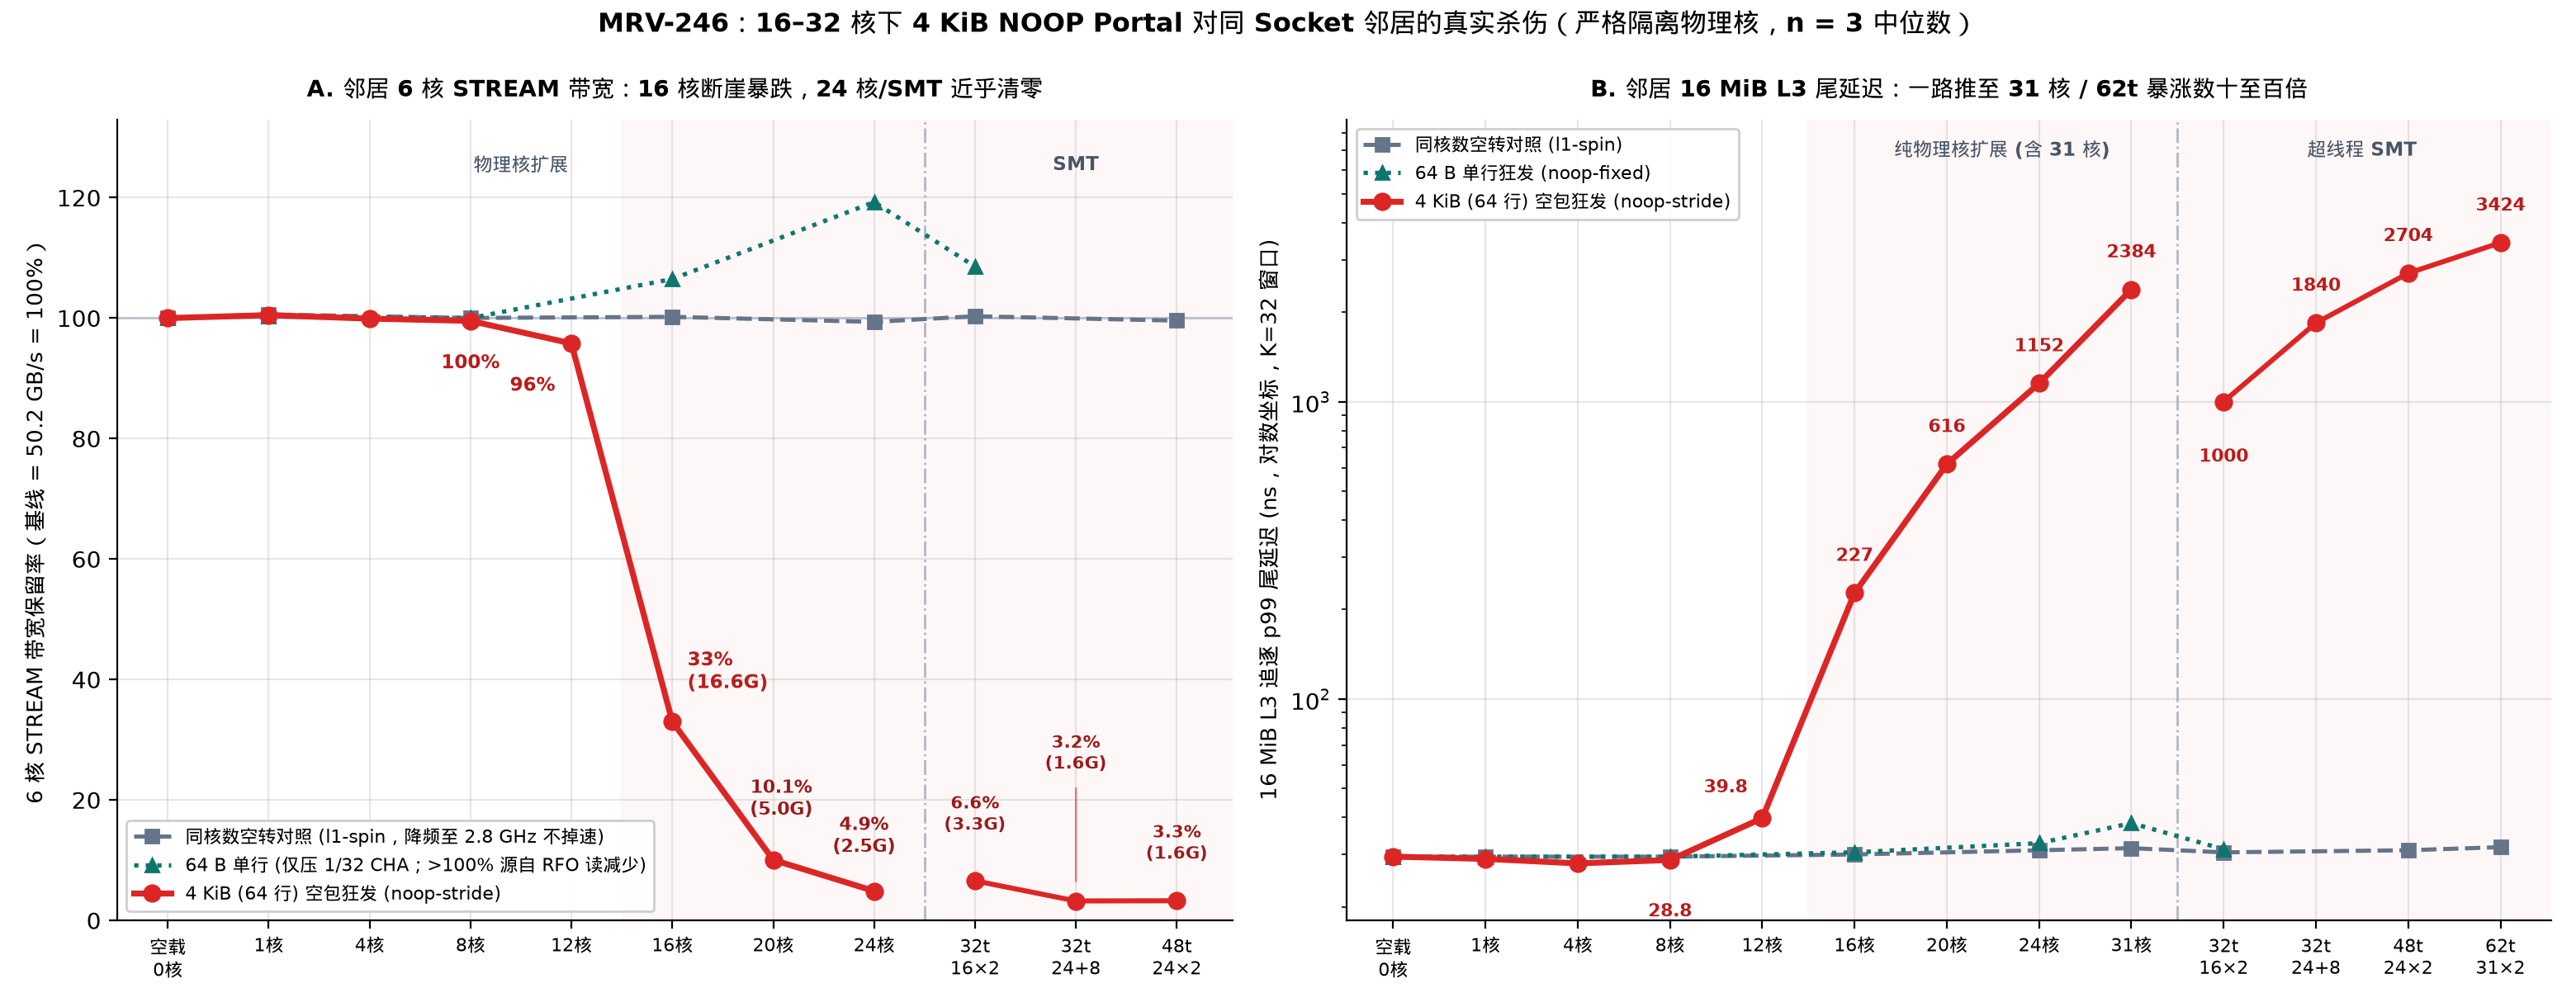 MRV-246：16–32 核下 4 KiB NOOP Portal 对同 Socket 邻居的真实杀伤（严格隔离物理核，n = 3 中位数）
A. 邻居 6 核 STREAM 带宽：16 核断崖暴跌，24 核/SMT 近乎清零
6 核 STREAM 带宽保留率（基线 = 50.2 GB/s = 100%）
120
100
80
60
40
20
0
物理核扩展
SMT
100%
96%
33%
(16.6G)
10.1%
(5.0G)
4.9%
(2.5G)
6.6%
(3.3G)
3.2%
(1.6G)
3.3%
(1.6G)
同核数空转对照 (l1-spin，降频至 2.8 GHz 不掉速)
64 B 单行 (仅压 1/32 CHA；>100% 源自 RFO 读减少)
4 KiB (64 行) 空包狂发 (noop-stride)
空载 1核 4核 8核 12核 16核 20核 24核 32t 32t 48t
0核 16×2 24+8 24×2
B. 邻居 16 MiB L3 尾延迟：一路推至 31 核 / 62t 暴涨数十至百倍
16 MiB L3 追逐 p99 尾延迟 (ns，对数坐标，K=32 窗口)
10³
10²
同核数空转对照 (l1-spin)
64 B 单行狂发 (noop-fixed)
4 KiB (64 行) 空包狂发 (noop-stride)
纯物理核扩展 (含 31 核)
超线程 SMT
28.8
39.8
227
616
1152
2384
1000
1840
2704
3424
空载 1核 4核 8核 12核 16核 20核 24核 31核 32t 32t 48t 62t
0核 16×2 24+8 24×2 31×2